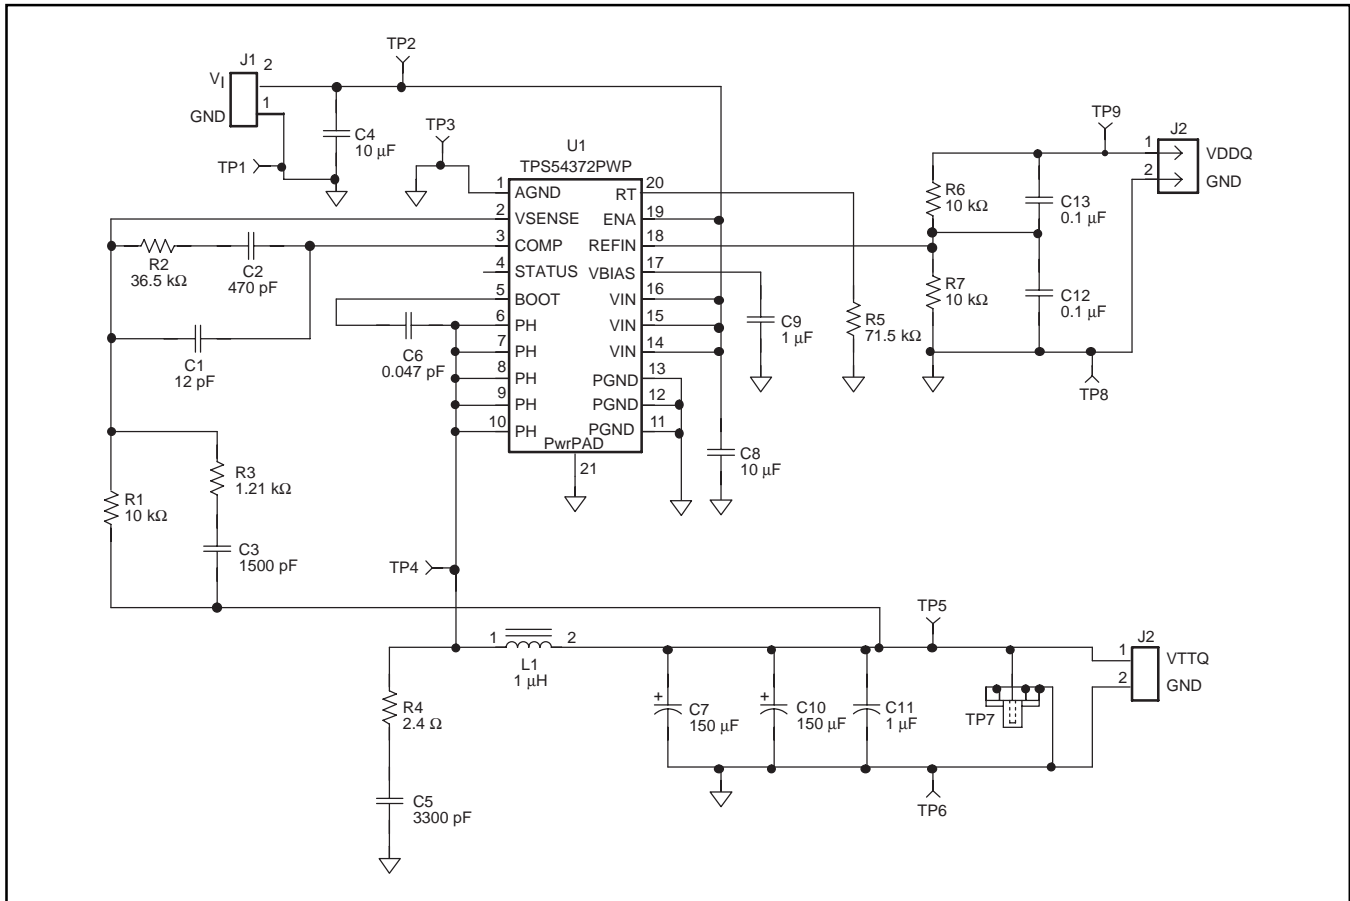 TP2
J1
VI
2
1
GND
TP1
C4
10 µF
TP3
U1
TPS54372PWP
1
AGND
RT
20
2
VSENSE
ENA
19
3
COMP
REFIN
18
4
STATUS
VBIAS
17
5
BOOT
VIN
16
6
PH
VIN
15
7
PH
VIN
14
8
PH
PGND
13
9
PH
PGND
12
10
PH
PGND
11
PwrPAD
21
R2
36.5 kΩ
C2
470 pF
C1
12 pF
C6
0.047 pF
C9
1 µF
R5
71.5 kΩ
C8
10 µF
TP9
J2
1
VDDQ
2
GND
R6
10 kΩ
C13
0.1 µF
R7
10 kΩ
C12
0.1 µF
TP8
R3
1.21 kΩ
R1
10 kΩ
C3
1500 pF
TP4
1
2
L1
1 µH
R4
2.4 Ω
C5
3300 pF
+
C7
150 µF
+
C10
150 µF
C11
1 µF
TP5
TP7
TP6
J2
1
VTTQ
2
GND